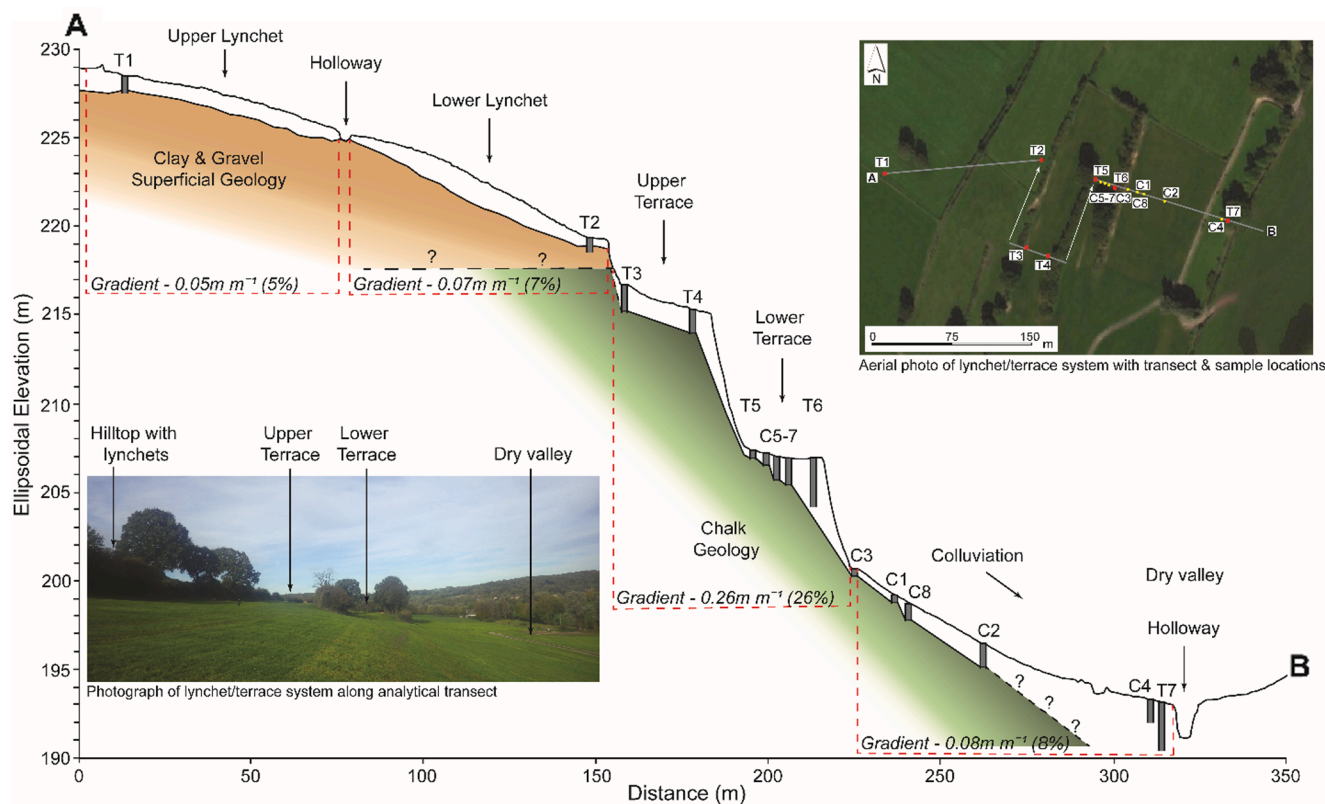 A
230
225
220
215
210
205
200
195
190
Ellipsoidal Elevation (m)
0
50
100
150
200
250
300
350
Distance (m)
T1
Upper Lynchet
Holloway
Lower Lynchet
Clay & Gravel
Superficial Geology
T2
Upper
Terrace
? ?
Gradient - 0.05m m⁻¹ (5%)
Gradient - 0.07m m⁻¹ (7%)
T3
T4
Lower
Terrace
T5
T6
C5-7
Chalk
Geology
Gradient - 0.26m m⁻¹ (26%)
C3
C1
C8
Colluviation
C2
Dry valley
Holloway
B
C4
T7
? ? ?
Gradient - 0.08m m⁻¹ (8%)
Hilltop with
lynchets
Upper
Terrace
Lower
Terrace
Dry valley
Photograph of lynchet/terrace system along analytical transect
N
T1
A
T2
T5
T6
C1
C2
C5-7
C3
C8
T7
C4
B
T3
T4
0 75 150
m
Aerial photo of lynchet/terrace system with transect & sample locations